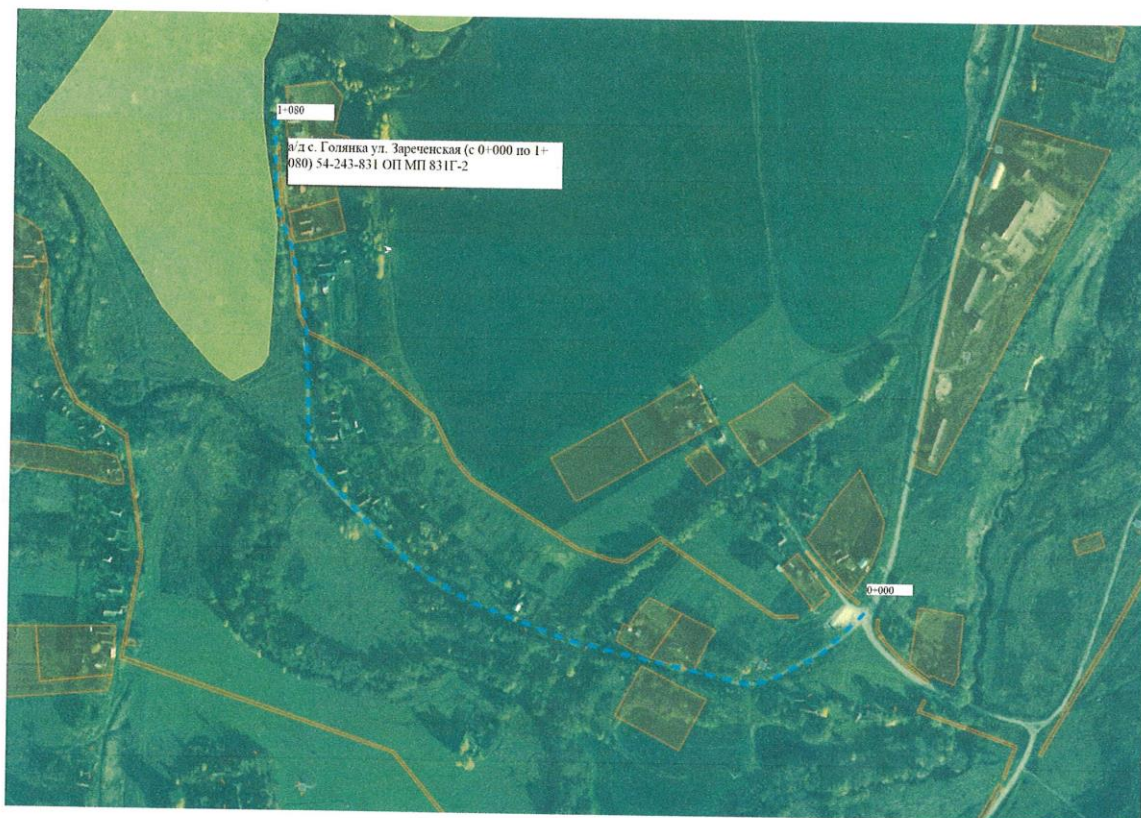 1+080
а/д с. Голянка ул. Зареченская (с 0+000 по 1+
080) 54-243-831 ОП МП 831Г-2
0+000